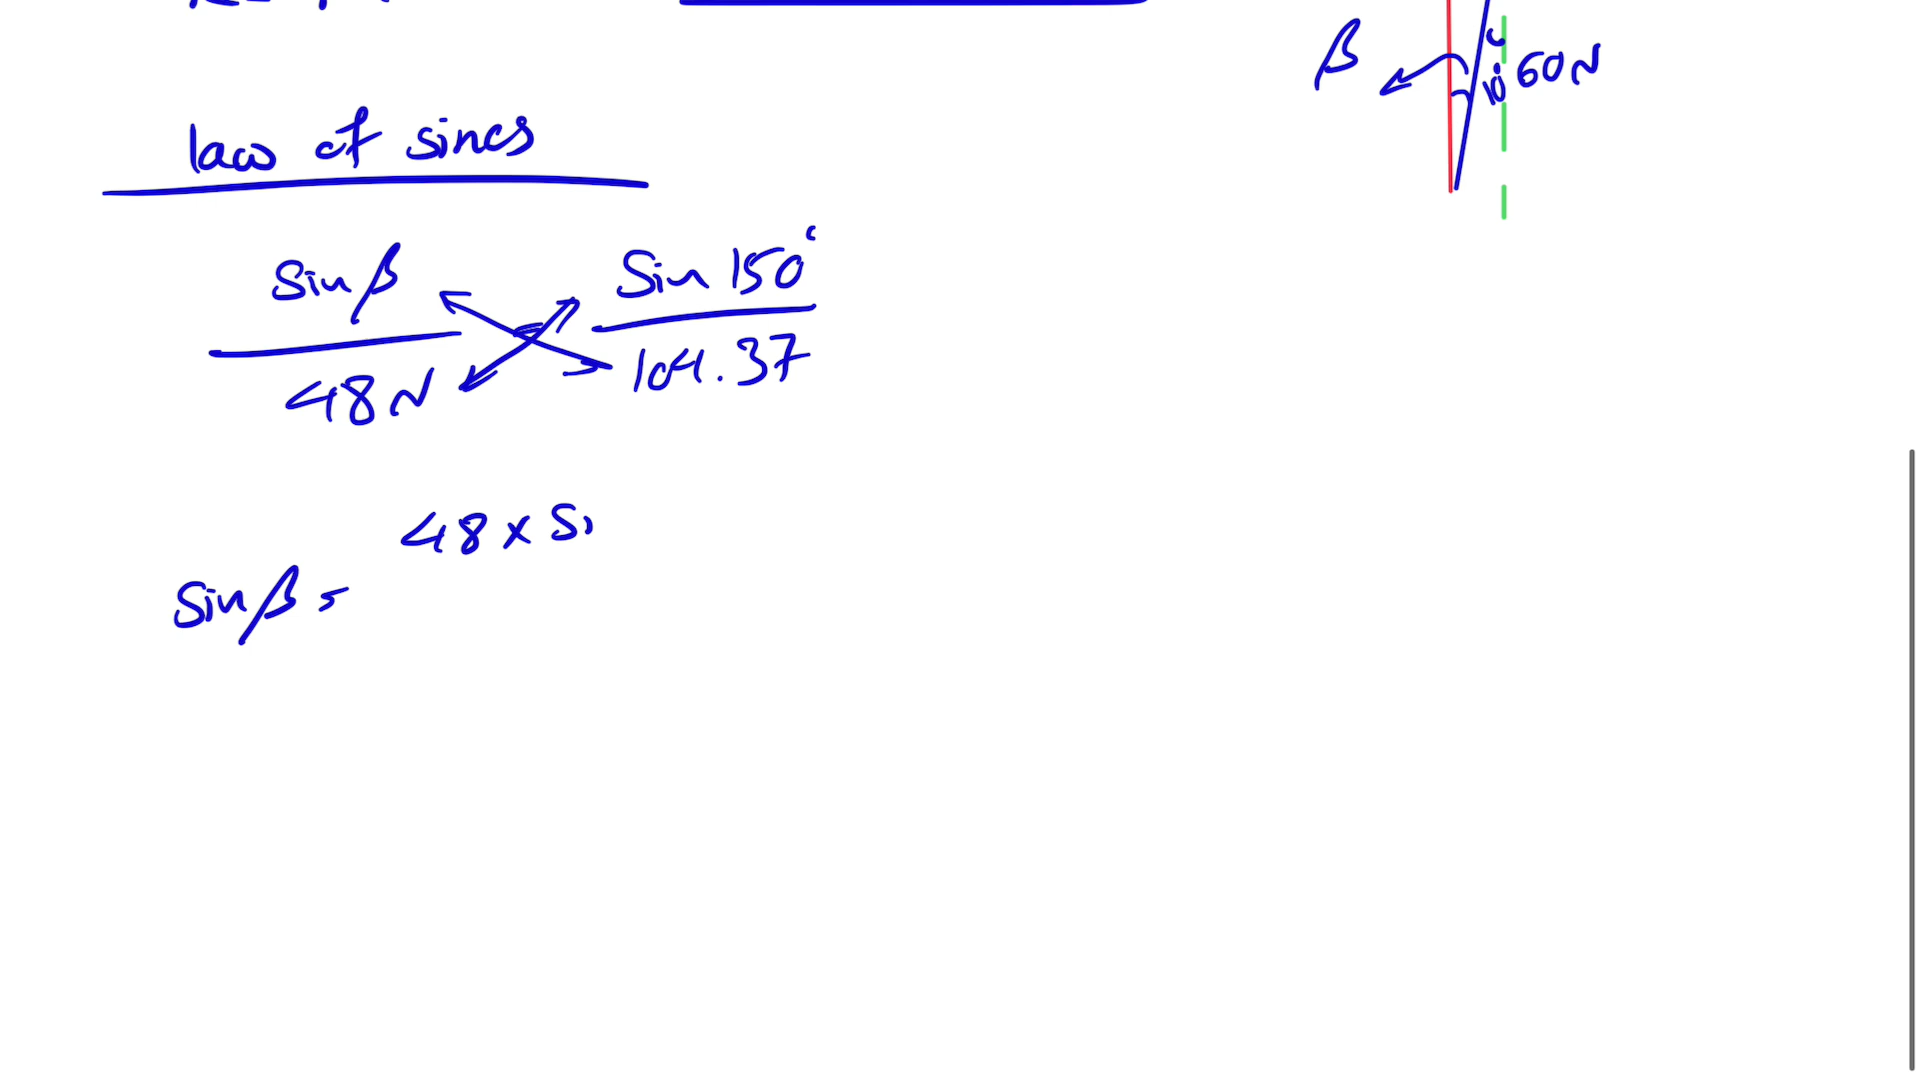 β
10° 60N
law of sines
sin β sin 150°
48N 104.37
48 × Si
sin β =